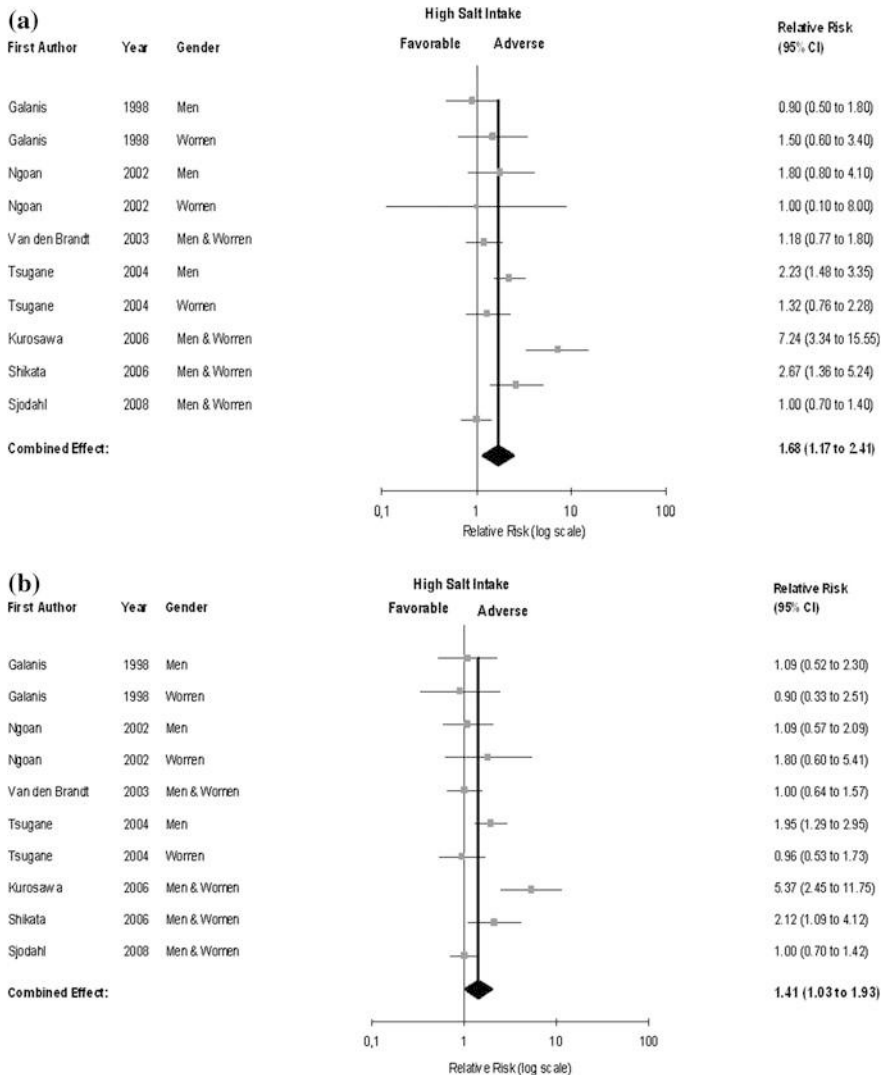 (a)
High Salt Intake
First Author Year Gender Favorable Adverse Relative Risk
(95% CI)
Galanis 1998 Men 0.90 (0.50 to 1.80)
Galanis 1998 Women 1.50 (0.60 to 3.40)
Ngoan 2002 Men 1.80 (0.80 to 4.10)
Ngoan 2002 Women 1.00 (0.10 to 8.00)
Van den Brandt 2003 Men & Women 1.18 (0.77 to 1.80)
Tsugane 2004 Men 2.23 (1.48 to 3.35)
Tsugane 2004 Women 1.32 (0.76 to 2.28)
Kurosawa 2006 Men & Women 7.24 (3.34 to 15.55)
Shikata 2006 Men & Women 2.67 (1.36 to 5.24)
Sjodahl 2008 Men & Women 1.00 (0.70 to 1.40)
Combined Effect: 1.68 (1.17 to 2.41)
0,1 1 10 100
Relative Risk (log scale)
(b)
High Salt Intake
First Author Year Gender Favorable Adverse Relative Risk
(95% CI)
Galanis 1998 Men 1.09 (0.52 to 2.30)
Galanis 1998 Women 0.90 (0.33 to 2.51)
Ngoan 2002 Men 1.09 (0.57 to 2.09)
Ngoan 2002 Women 1.80 (0.60 to 5.41)
Van den Brandt 2003 Men & Women 1.00 (0.64 to 1.57)
Tsugane 2004 Men 1.95 (1.29 to 2.95)
Tsugane 2004 Women 0.96 (0.53 to 1.73)
Kurosawa 2006 Men & Women 5.37 (2.45 to 11.75)
Shikata 2006 Men & Women 2.12 (1.09 to 4.12)
Sjodahl 2008 Men & Women 1.00 (0.70 to 1.42)
Combined Effect: 1.41 (1.03 to 1.93)
0,1 1 10 100
Relative Risk (log scale)